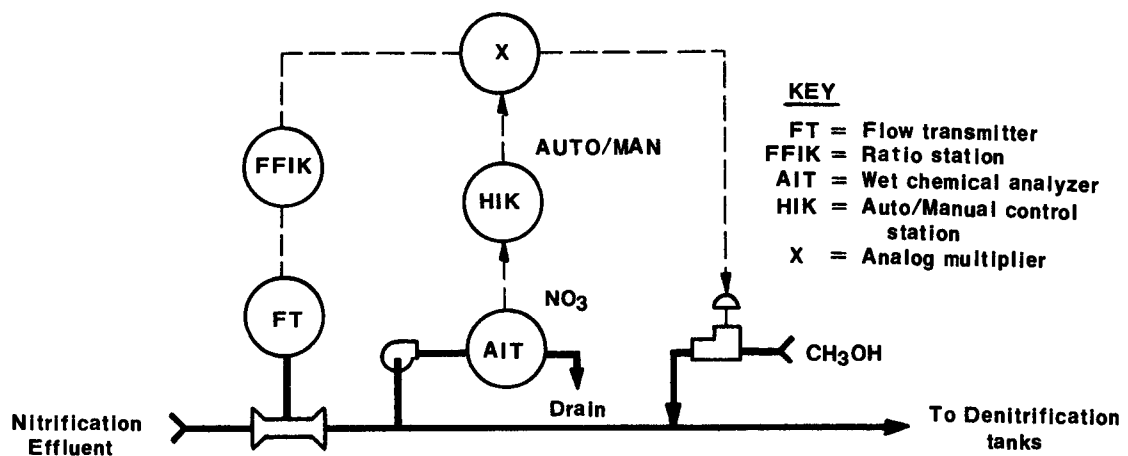 X
KEY
FT = Flow transmitter
FFIK = Ratio station
AIT = Wet chemical analyzer
HIK = Auto/Manual control
station
X = Analog multiplier
FFIK
AUTO/MAN
HIK
FT
NO3
AIT
CH3OH
Drain
Nitrification
Effluent
To Denitrification
tanks